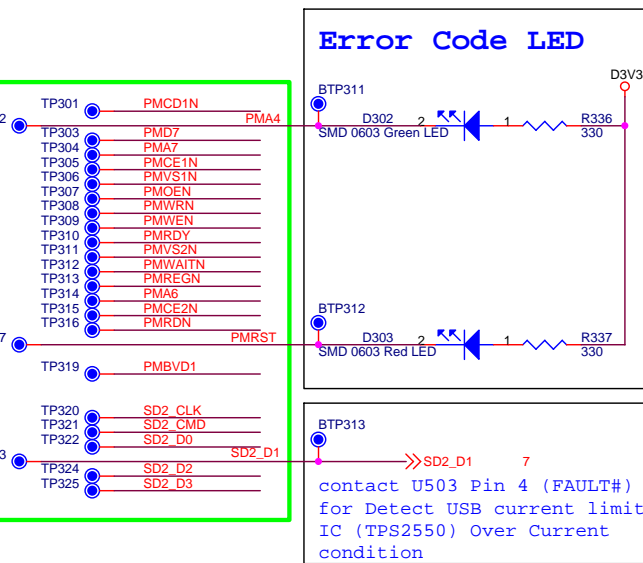 Error Code LED
D3V3
BTP311
TP301 PMCD1N
2 PMA4 D302 2 1 R336
SMD 0603 Green LED 330
TP303 PMD7
TP304 PMA7
TP305 PMCE1N
TP306 PMVS1N
TP307 PMOEN
TP308 PMWRN
TP309 PMWEN
TP310 PMRDY
TP311 PMVS2N
TP312 PMWAITN
TP313 PMREGN
TP314 PMA6
TP315 PMCE2N
TP316 PMRDN
BTP312
7 PMRST D303 2 1 R337
SMD 0603 Red LED 330
TP319 PMBVD1
TP320 SD2_CLK
TP321 SD2_CMD
TP322 SD2_D0
BTP313
3 SD2_D1 SD2_D1 7
TP324 SD2_D2
TP325 SD2_D3
contact U503 Pin 4 (FAULT#)
for Detect USB current limit
IC (TPS2550) Over Current
condition